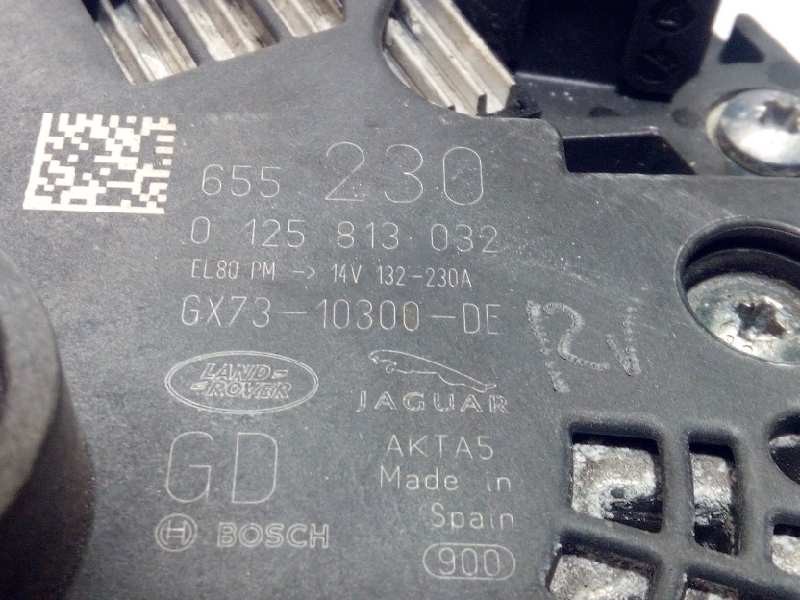 655 230
0 125 813 032
EL80 PM -> 14V 132-230A
GX73-10300-DE
LAND
ROVER
JAGUAR
GD
AKTA5
Made in
Spain
BOSCH
900